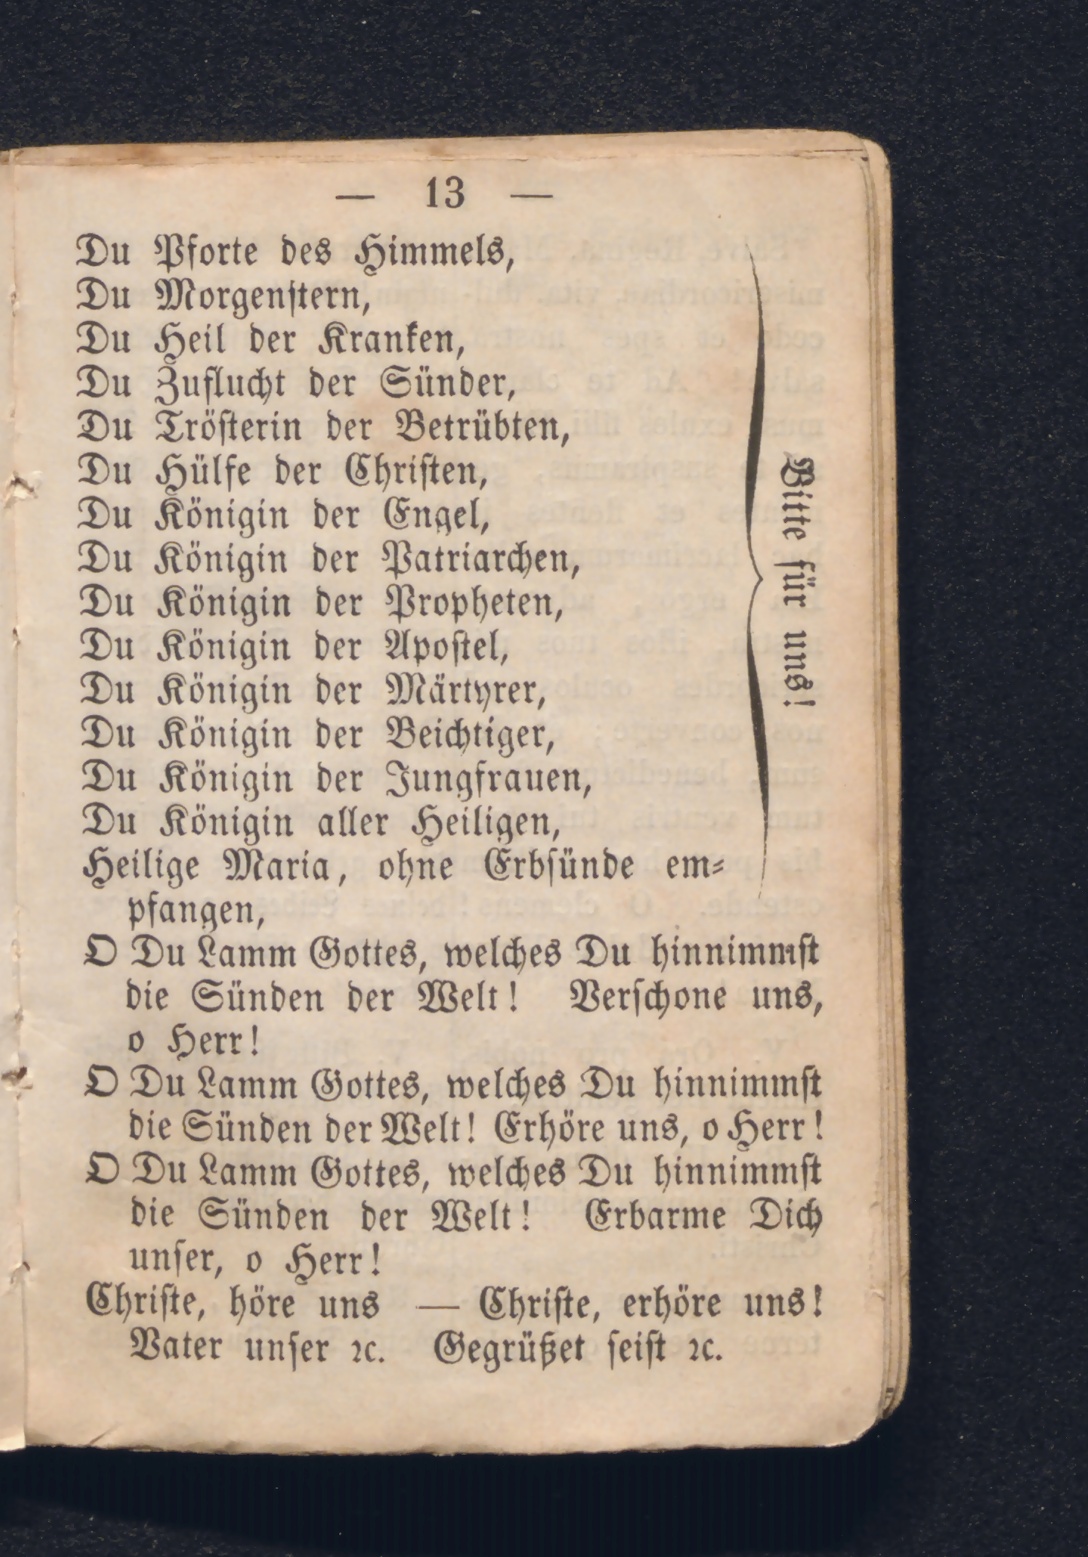 — 13 —
Du Pforte des Himmels,
Du Morgenstern,
Du Heil der Kranken,
Du Zuflucht der Sünder,
Du Trösterin der Betrübten,
Du Hülfe der Christen,
Du Königin der Engel,
Du Königin der Patriarchen,
Du Königin der Propheten,
Du Königin der Apostel,
Du Königin der Märtyrer,
Du Königin der Beichtiger,
Du Königin der Jungfrauen,
Du Königin aller Heiligen,
Heilige Maria, ohne Erbsünde em-
pfangen,
Bitte für uns!
O Du Lamm Gottes, welches Du hinnimmst
die Sünden der Welt! Verschone uns,
o Herr!
O Du Lamm Gottes, welches Du hinnimmst
die Sünden der Welt! Erhöre uns, o Herr!
O Du Lamm Gottes, welches Du hinnimmst
die Sünden der Welt! Erbarme Dich
unser, o Herr!
Christe, höre uns — Christe, erhöre uns!
Vater unser ꝛc. Gegrüßet seist ꝛc.